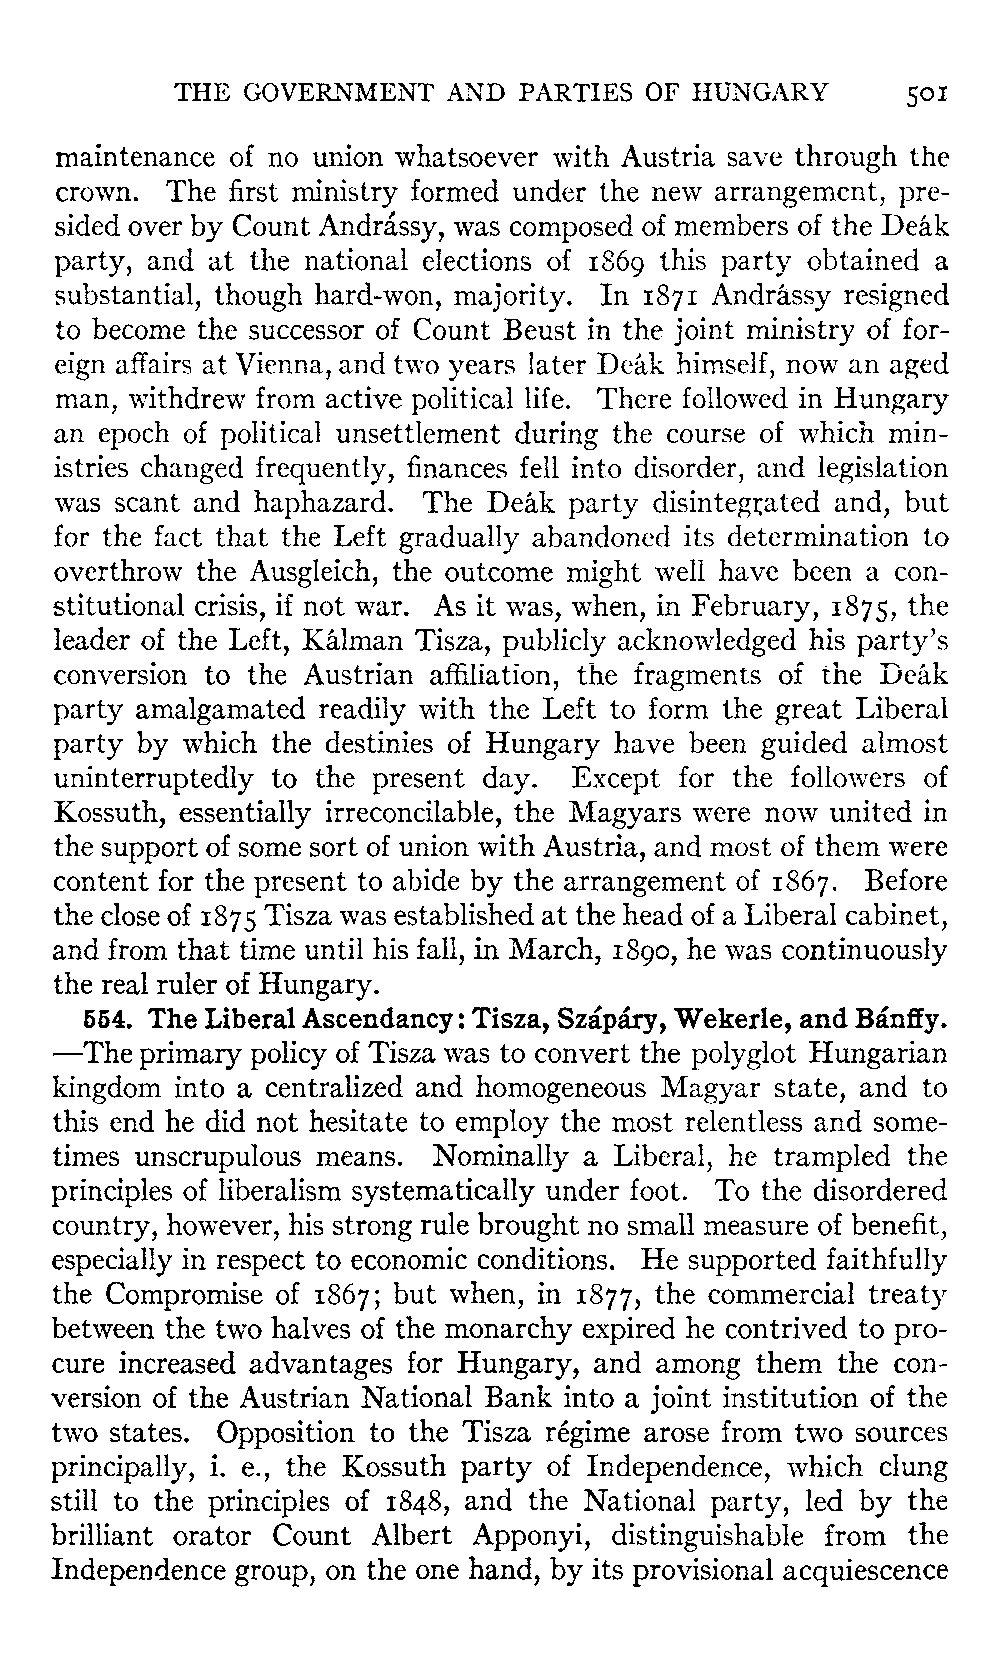 THE GOVERNMENT AND PARTIES OF HUNGARY 501
maintenance of no union whatsoever with Austria save through the
crown. The first ministry formed under the new arrangement, pre-
sided over by Count Andrássy, was composed of members of the Deák
party, and at the national elections of 1869 this party obtained a
substantial, though hard-won, majority. In 1871 Andrássy resigned
to become the successor of Count Beust in the joint ministry of for-
eign affairs at Vienna, and two years later Deák himself, now an aged
man, withdrew from active political life. There followed in Hungary
an epoch of political unsettlement during the course of which min-
istries changed frequently, finances fell into disorder, and legislation
was scant and haphazard. The Deák party disintegrated and, but
for the fact that the Left gradually abandoned its determination to
overthrow the Ausgleich, the outcome might well have been a con-
stitutional crisis, if not war. As it was, when, in February, 1875, the
leader of the Left, Kálman Tisza, publicly acknowledged his party's
conversion to the Austrian affiliation, the fragments of the Deák
party amalgamated readily with the Left to form the great Liberal
party by which the destinies of Hungary have been guided almost
uninterruptedly to the present day. Except for the followers of
Kossuth, essentially irreconcilable, the Magyars were now united in
the support of some sort of union with Austria, and most of them were
content for the present to abide by the arrangement of 1867. Before
the close of 1875 Tisza was established at the head of a Liberal cabinet,
and from that time until his fall, in March, 1890, he was continuously
the real ruler of Hungary.
554. The Liberal Ascendancy: Tisza, Szápáry, Wekerle, and Bánffy.
—The primary policy of Tisza was to convert the polyglot Hungarian
kingdom into a centralized and homogeneous Magyar state, and to
this end he did not hesitate to employ the most relentless and some-
times unscrupulous means. Nominally a Liberal, he trampled the
principles of liberalism systematically under foot. To the disordered
country, however, his strong rule brought no small measure of benefit,
especially in respect to economic conditions. He supported faithfully
the Compromise of 1867; but when, in 1877, the commercial treaty
between the two halves of the monarchy expired he contrived to pro-
cure increased advantages for Hungary, and among them the con-
version of the Austrian National Bank into a joint institution of the
two states. Opposition to the Tisza régime arose from two sources
principally, i. e., the Kossuth party of Independence, which clung
still to the principles of 1848, and the National party, led by the
brilliant orator Count Albert Apponyi, distinguishable from the
Independence group, on the one hand, by its provisional acquiescence